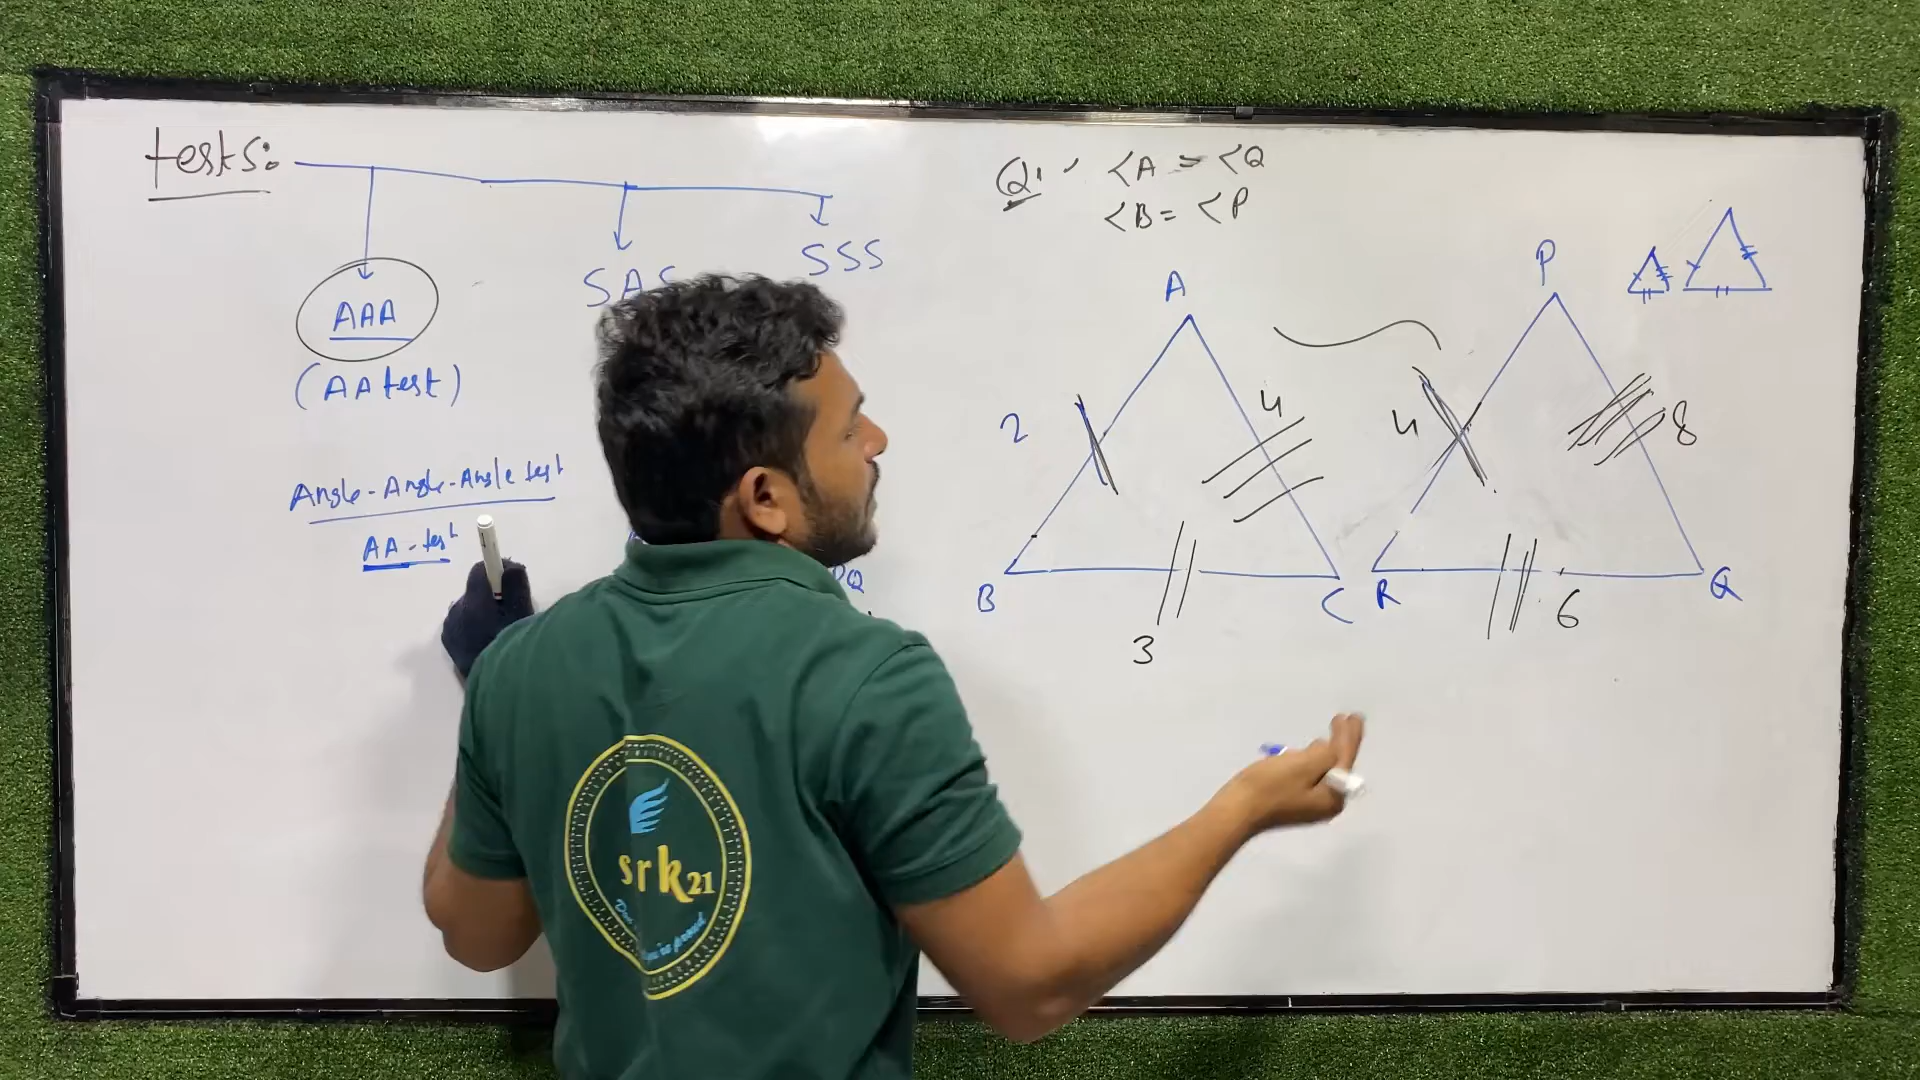 tests:
AAA
SAS
SSS
(AA test)
Angle-Angle-Angle test
AA-test
PQ
Q. <A = <Q
<B = <P
A
B
C
2
4
3
P
R
Q
4
8
6
srk21